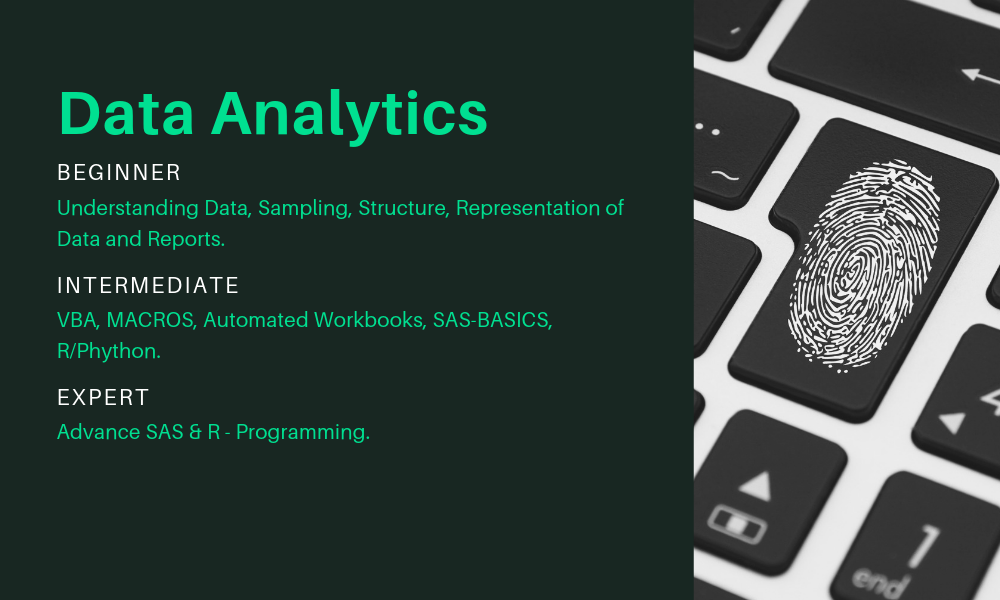 Data Analytics
BEGINNER
Understanding Data, Sampling, Structure, Representation of
Data and Reports.
INTERMEDIATE
VBA, MACROS, Automated Workbooks, SAS-BASICS,
R/Phython.
EXPERT
Advance SAS & R - Programming.
1
end